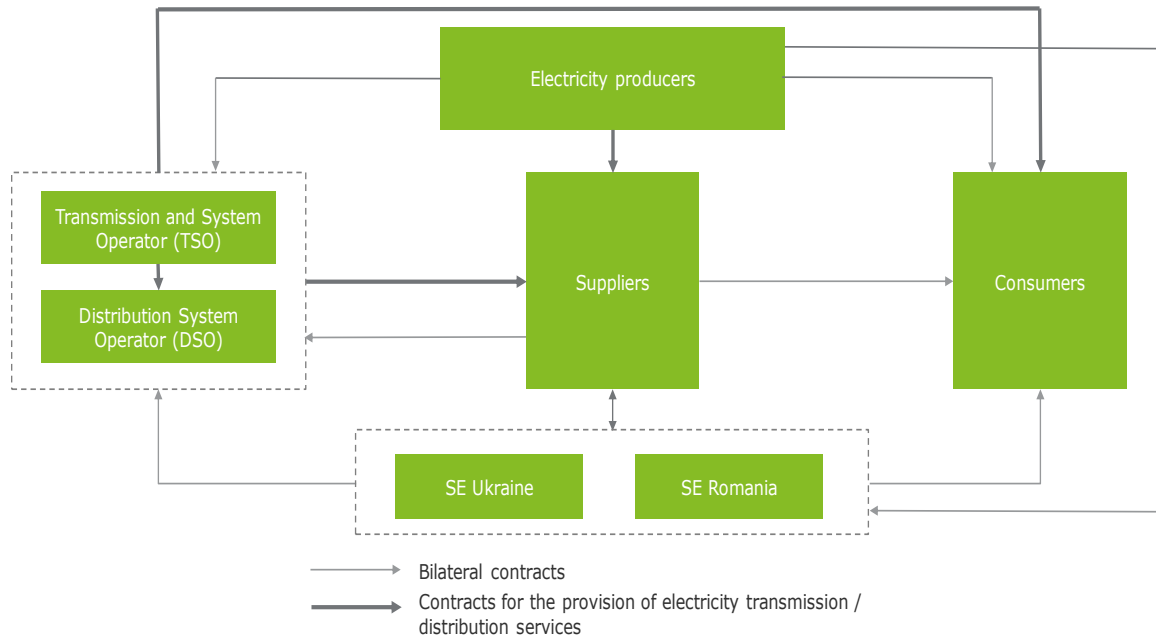 Electricity producers
Transmission and System
Operator (TSO)
Distribution System
Operator (DSO)
Suppliers
Consumers
SE Ukraine
SE Romania
Bilateral contracts
Contracts for the provision of electricity transmission /
distribution services